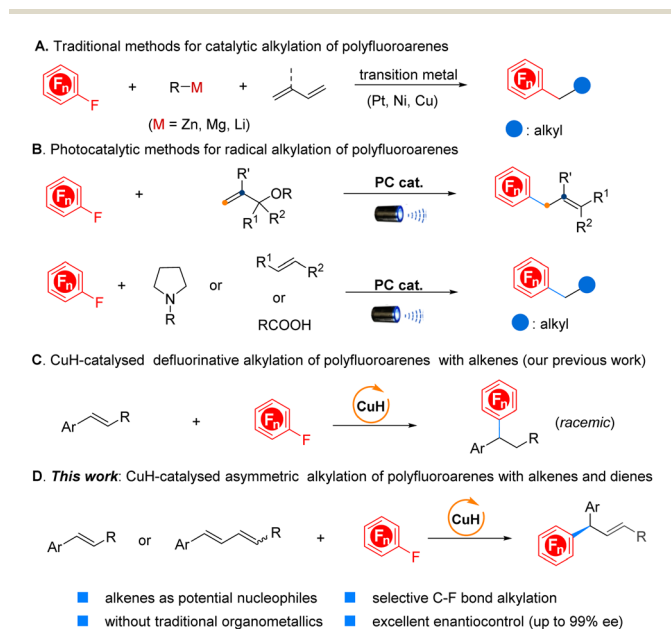 A. Traditional methods for catalytic alkylation of polyfluoroarenes
Fn F + R–M + transition metal (Pt, Ni, Cu) Fn
(M = Zn, Mg, Li) : alkyl
B. Photocatalytic methods for radical alkylation of polyfluoroarenes
Fn F + R' OR R1 R2 PC cat. Fn R' R1 R2
Fn F + N R or R1 R2 or RCOOH PC cat. Fn
: alkyl
C. CuH-catalysed defluorinative alkylation of polyfluoroarenes with alkenes (our previous work)
Ar R + Fn F CuH Fn Ar R (racemic)
D. This work: CuH-catalysed asymmetric alkylation of polyfluoroarenes with alkenes and dienes
Ar R or Ar R + Fn F CuH Fn Ar R
alkenes as potential nucleophiles selective C-F bond alkylation
without traditional organometallics excellent enantiocontrol (up to 99% ee)